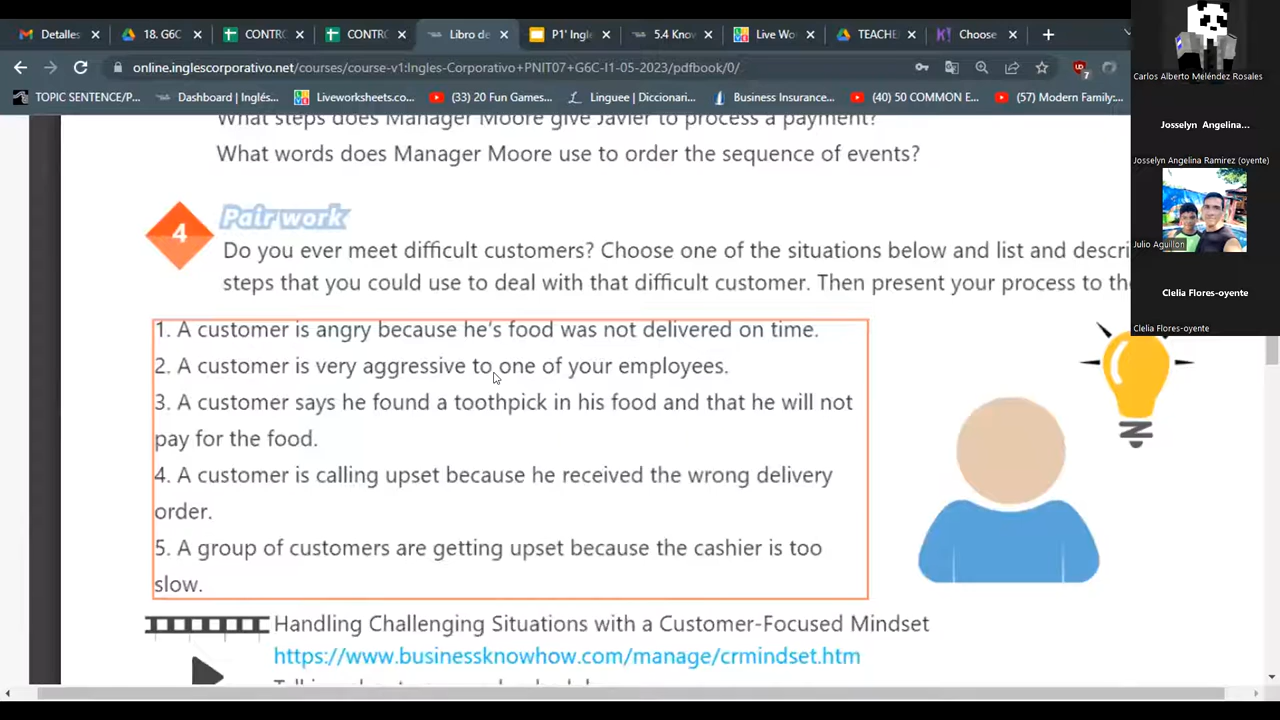 Detalles
18. G6C
CONTRC
CONTRC
Libro de
P1' Ingle
5.4 Kno
Live Wo
TEACHE
Choose
online.inglescorporativo.net/courses/course-v1:Ingles-Corporativo+PNIT07+G6C-I1-05-2023/pdfbook/0/
7
TOPIC SENTENCE/P...
Dashboard | Inglés...
Liveworksheets.co...
(33) 20 Fun Games...
Linguee | Diccionari...
Business Insurance...
(40) 50 COMMON E...
(57) Modern Family:...
Carlos Alberto Meléndez Rosales
Josselyn Angelina...
Josselyn Angelina Ramirez (oyente)
Julio Aguillon
Clelia Flores-oyente
Clelia Flores-oyente
What steps does Manager Moore give Javier to process a payment?
What words does Manager Moore use to order the sequence of events?
4
Pair work
Do you ever meet difficult customers? Choose one of the situations below and list and descri
steps that you could use to deal with that difficult customer. Then present your process to the
1. A customer is angry because he's food was not delivered on time.
2. A customer is very aggressive to one of your employees.
3. A customer says he found a toothpick in his food and that he will not
pay for the food.
4. A customer is calling upset because he received the wrong delivery
order.
5. A group of customers are getting upset because the cashier is too
slow.
Handling Challenging Situations with a Customer-Focused Mindset
https://www.businessknowhow.com/manage/crmindset.htm